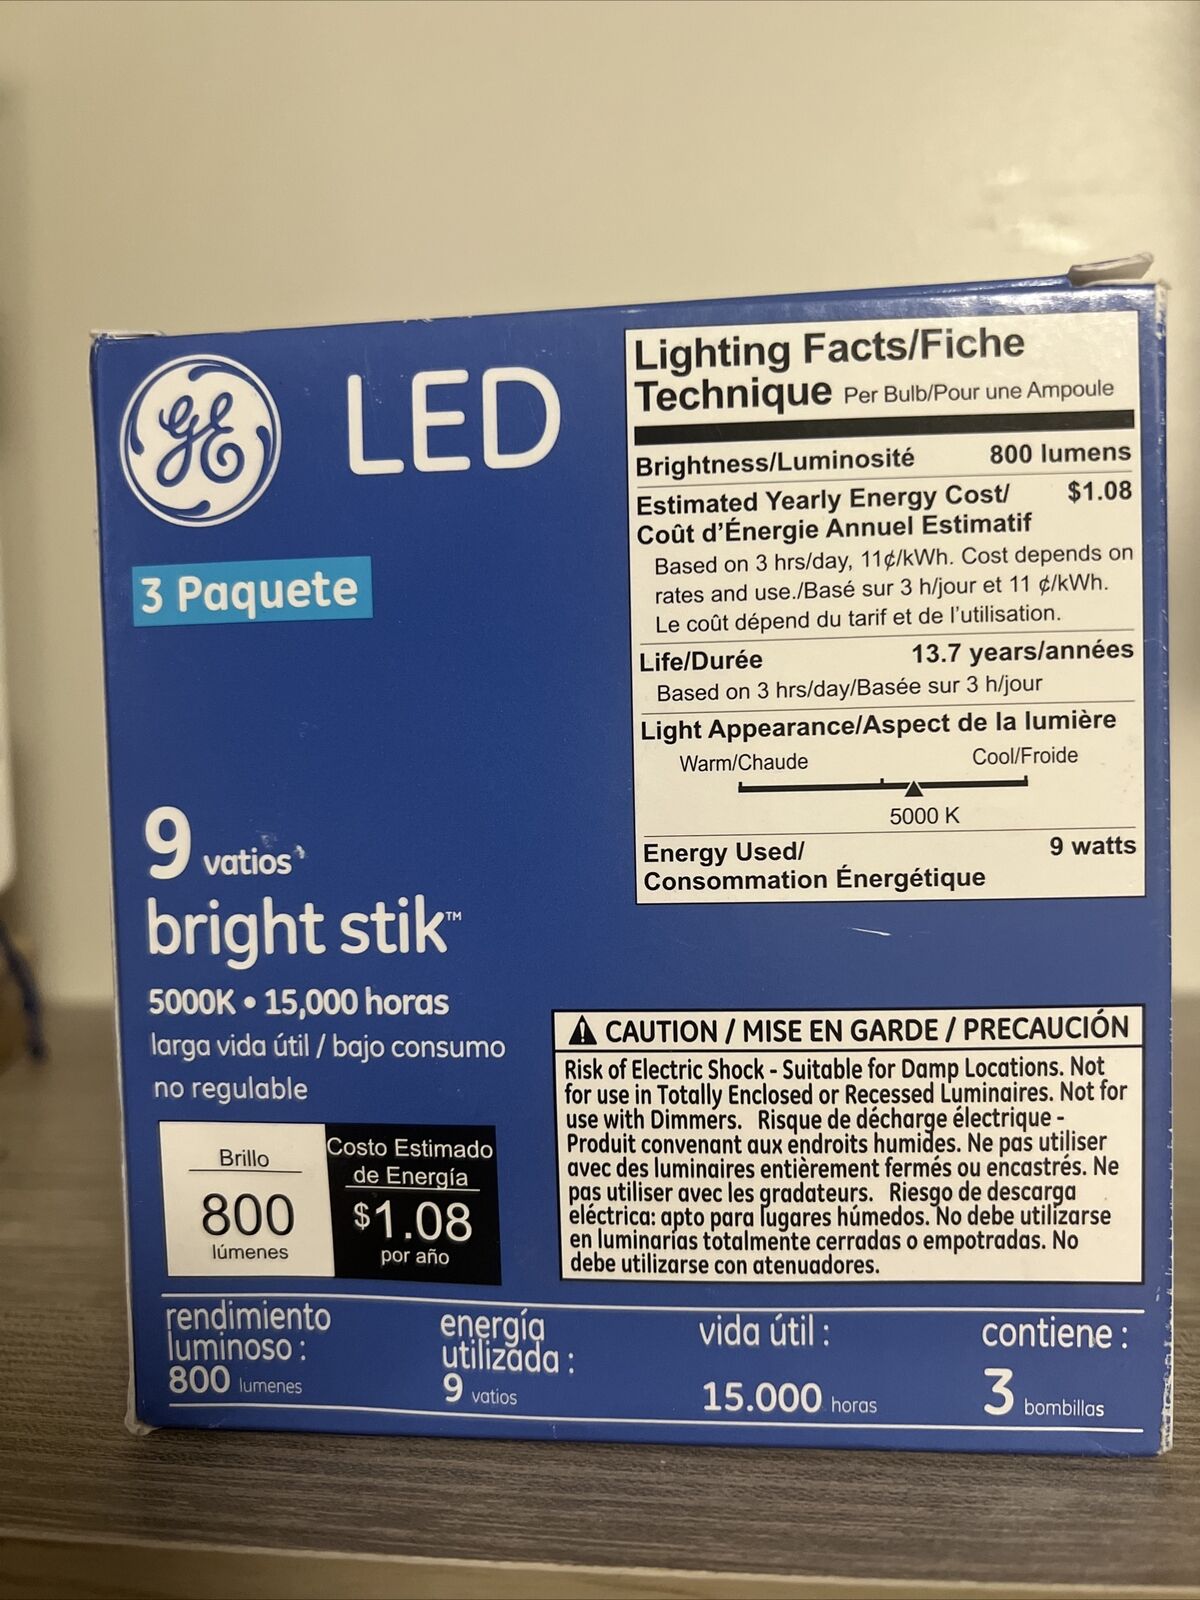 GE
LED
3 Paquete
9 vatios
bright stik™
5000K • 15,000 horas
larga vida útil / bajo consumo
no regulable
Brillo
800
lúmenes
Costo Estimado
de Energía
$1.08
por año
Lighting Facts/Fiche
Technique Per Bulb/Pour une Ampoule
Brightness/Luminosité 800 lumens
Estimated Yearly Energy Cost/ $1.08
Coût d'Énergie Annuel Estimatif
Based on 3 hrs/day, 11¢/kWh. Cost depends on
rates and use./Basé sur 3 h/jour et 11 ¢/kWh.
Le coût dépend du tarif et de l'utilisation.
Life/Durée 13.7 years/années
Based on 3 hrs/day/Basée sur 3 h/jour
Light Appearance/Aspect de la lumière
Warm/Chaude Cool/Froide
5000 K
Energy Used/ 9 watts
Consommation Énergétique
⚠ CAUTION / MISE EN GARDE / PRECAUCIÓN
Risk of Electric Shock - Suitable for Damp Locations. Not
for use in Totally Enclosed or Recessed Luminaires. Not for
use with Dimmers. Risque de décharge électrique -
Produit convenant aux endroits humides. Ne pas utiliser
avec des luminaires entièrement fermés ou encastrés. Ne
pas utiliser avec les gradateurs. Riesgo de descarga
eléctrica: apto para lugares húmedos. No debe utilizarse
en luminarias totalmente cerradas o empotradas. No
debe utilizarse con atenuadores.
rendimiento
luminoso :
800 lumenes
energía
utilizada :
9 vatios
vida útil :
15.000 horas
contiene :
3 bombillas